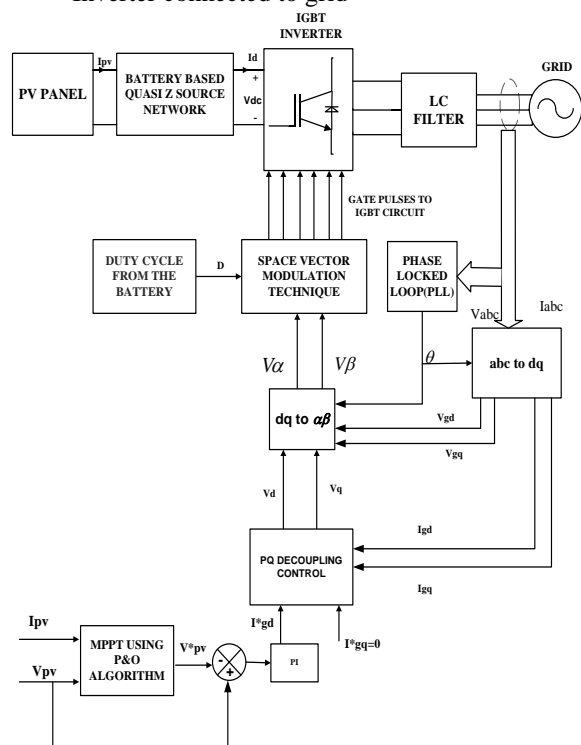 Inverter connected to grid
IGBT
INVERTER
GRID
PV PANEL
Ipv
BATTERY BASED
QUASI Z SOURCE
NETWORK
Id
+
Vdc
-
LC
FILTER
GATE PULSES TO
IGBT CIRCUIT
DUTY CYCLE
FROM THE
BATTERY
D
SPACE VECTOR
MODULATION
TECHNIQUE
PHASE
LOCKED
LOOP(PLL)
Vabc
Iabc
Vα
Vβ
θ
abc to dq
dq to αβ
Vgd
Vgq
Vd
Vq
PQ DECOUPLING
CONTROL
Igd
Igq
I*gd
I*gq=0
Ipv
Vpv
MPPT USING
P&O
ALGORITHM
V*pv
-
+
PI